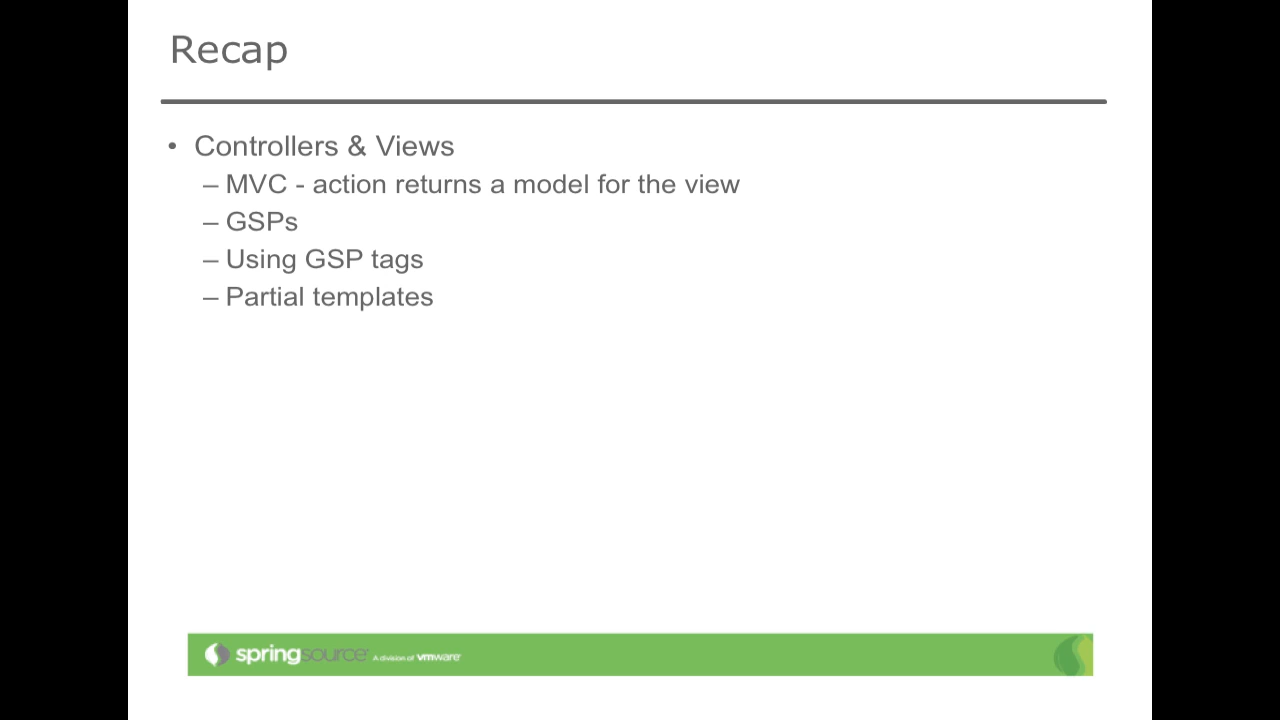 Recap
• Controllers & Views
– MVC - action returns a model for the view
– GSPs
– Using GSP tags
– Partial templates
springsource A division of vmware